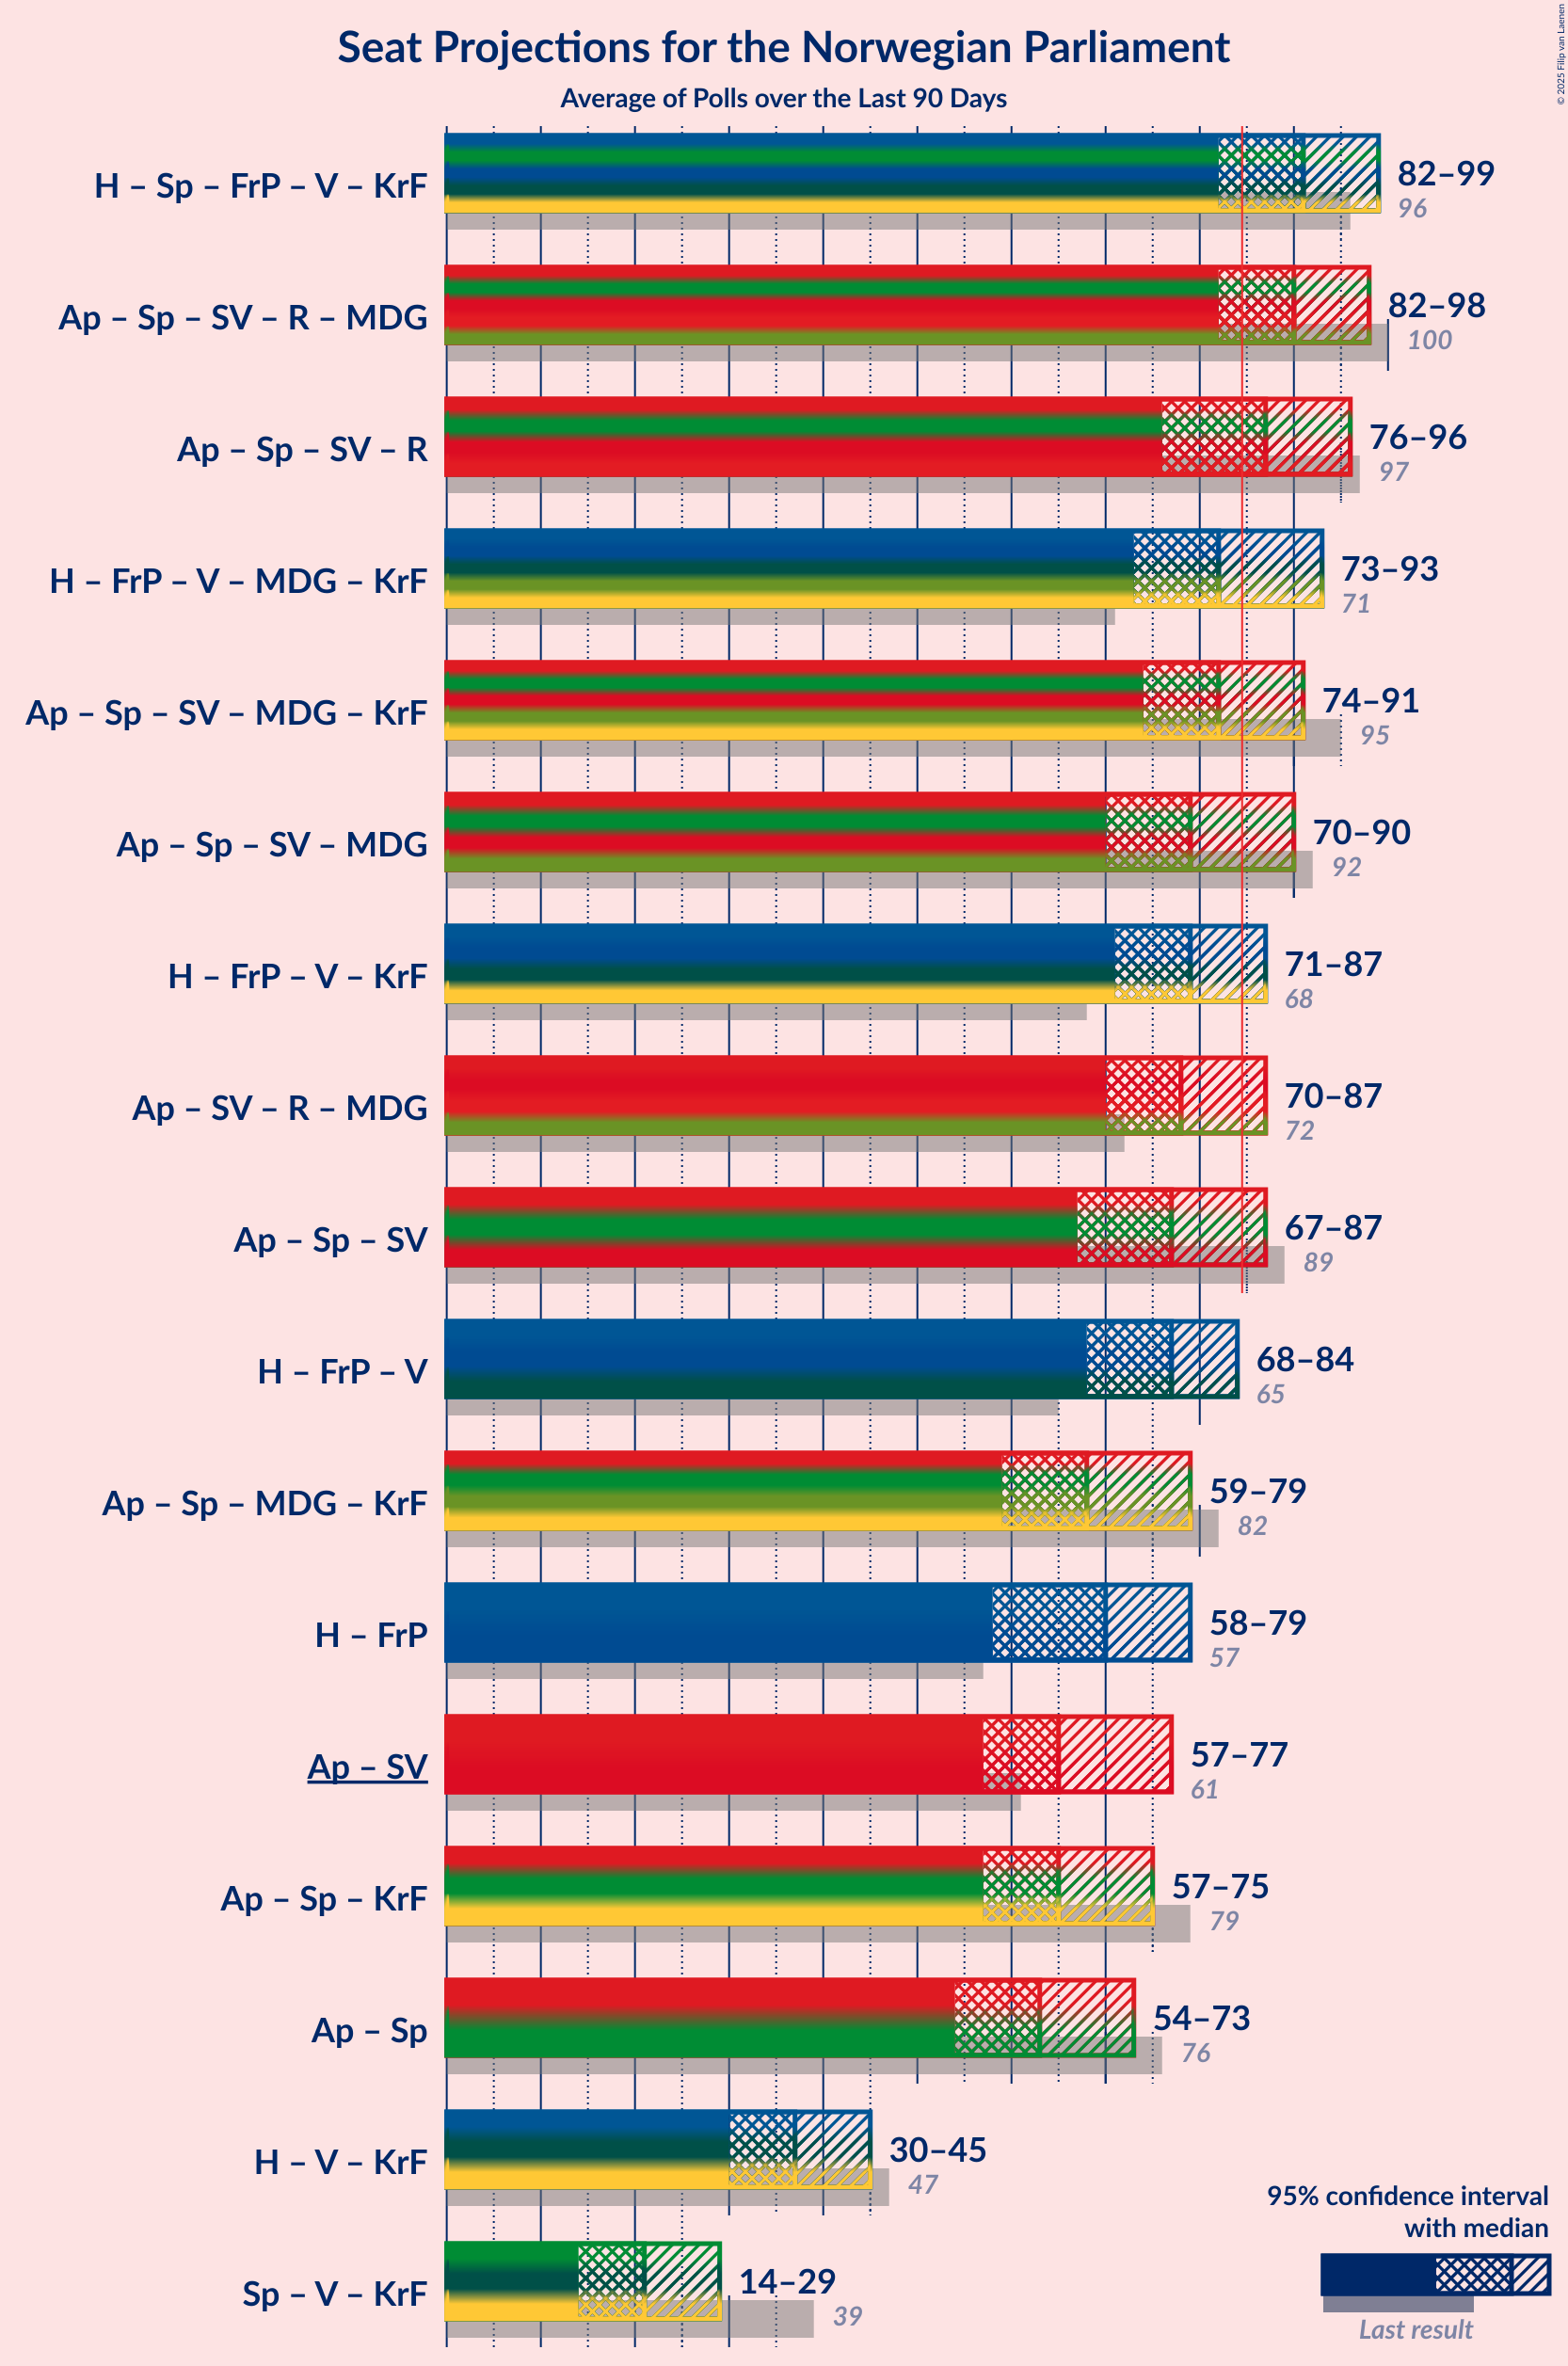 Seat Projections for the Norwegian Parliament
Average of Polls over the Last 90 Days
© 2025 Filip van Laenen
H – Sp – FrP – V – KrF
82–99
96
Ap – Sp – SV – R – MDG
82–98
100
Ap – Sp – SV – R
76–96
97
H – FrP – V – MDG – KrF
73–93
71
Ap – Sp – SV – MDG – KrF
74–91
95
Ap – Sp – SV – MDG
70–90
92
H – FrP – V – KrF
71–87
68
Ap – SV – R – MDG
70–87
72
Ap – Sp – SV
67–87
89
H – FrP – V
68–84
65
Ap – Sp – MDG – KrF
59–79
82
H – FrP
58–79
57
Ap – SV
57–77
61
Ap – Sp – KrF
57–75
79
Ap – Sp
54–73
76
H – V – KrF
30–45
47
Sp – V – KrF
14–29
39
95% confidence interval
with median
Last result